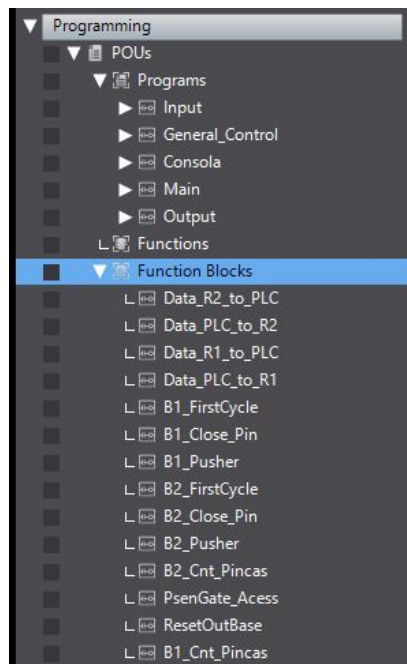 Programming
POUs
Programs
Input
General_Control
Consola
Main
Output
Functions
Function Blocks
Data_R2_to_PLC
Data_PLC_to_R2
Data_R1_to_PLC
Data_PLC_to_R1
B1_FirstCycle
B1_Close_Pin
B1_Pusher
B2_FirstCycle
B2_Close_Pin
B2_Pusher
B2_Cnt_Pincas
PsenGate_Acess
ResetOutBase
B1_Cnt_Pincas